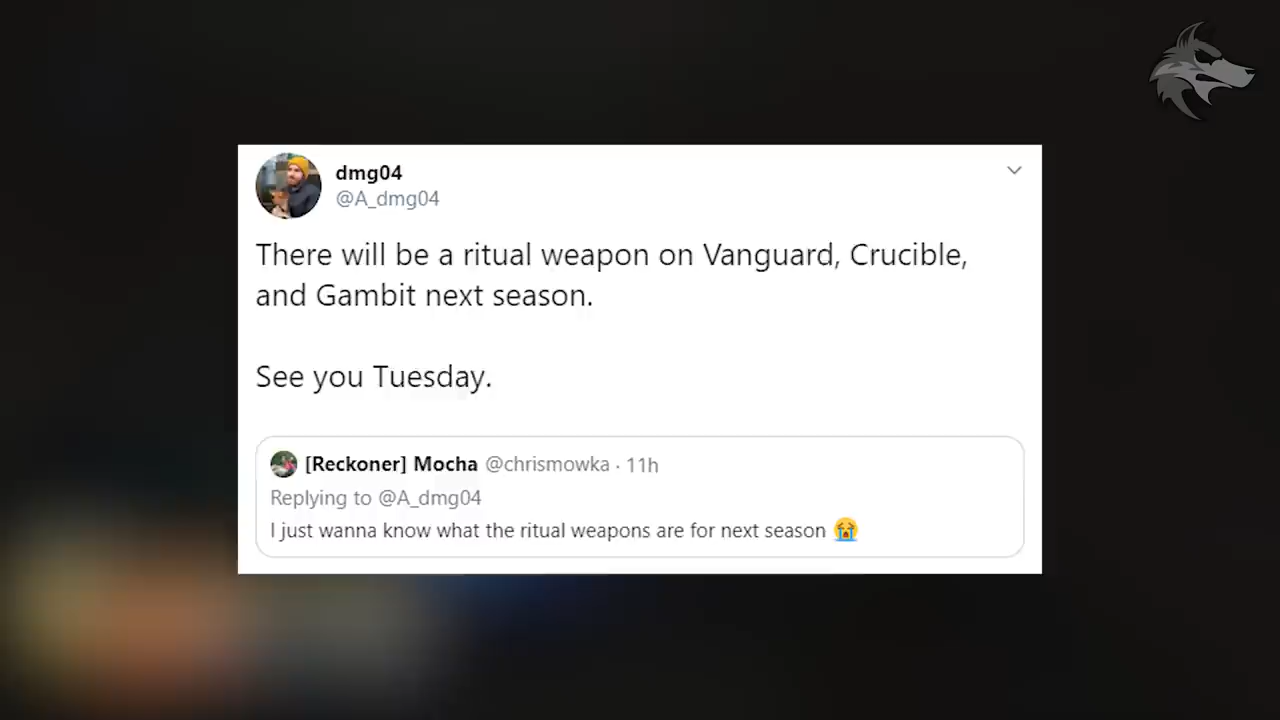 dmg04
@A_dmg04
There will be a ritual weapon on Vanguard, Crucible,
and Gambit next season.
See you Tuesday.
[Reckoner] Mocha @chrismowka · 11h
Replying to @A_dmg04
I just wanna know what the ritual weapons are for next season 😭